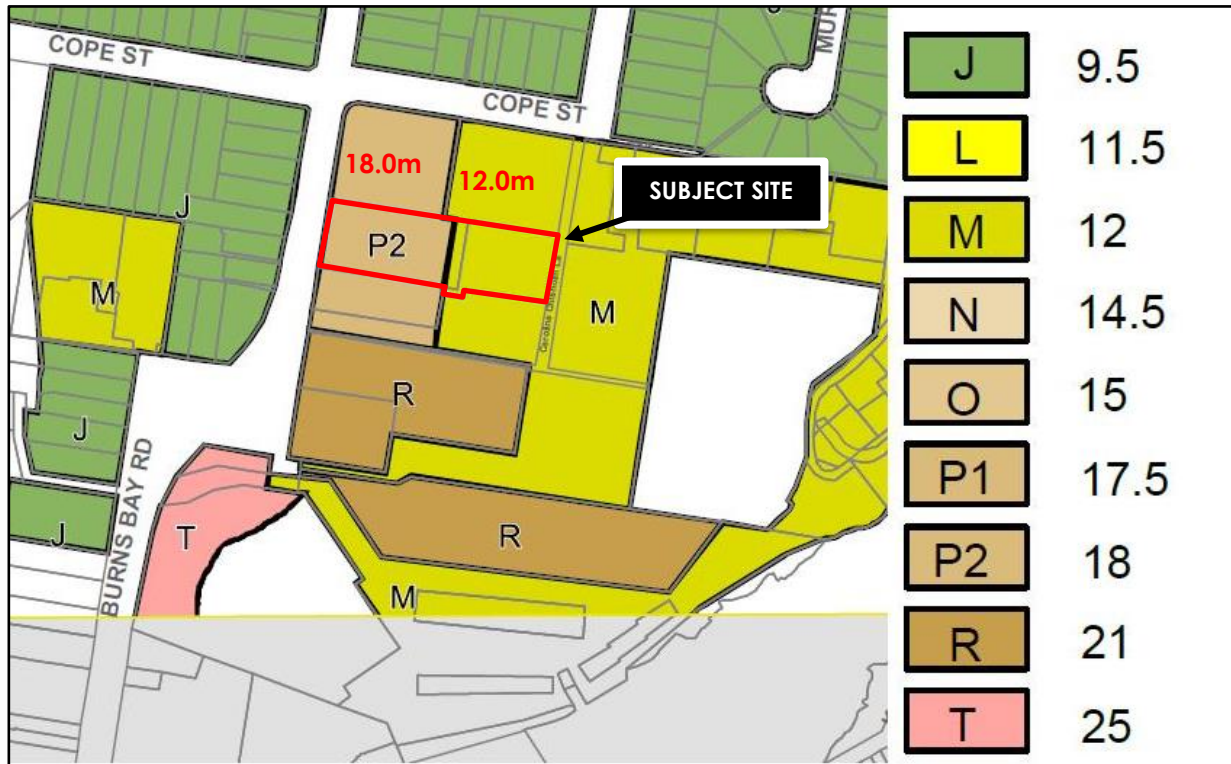 COPE ST
COPE ST
MUR
J
18.0m
12.0m
SUBJECT SITE
J
P2
M
M
R
J
BURNS BAY RD
T
J
R
M
J 9.5
L 11.5
M 12
N 14.5
O 15
P1 17.5
P2 18
R 21
T 25